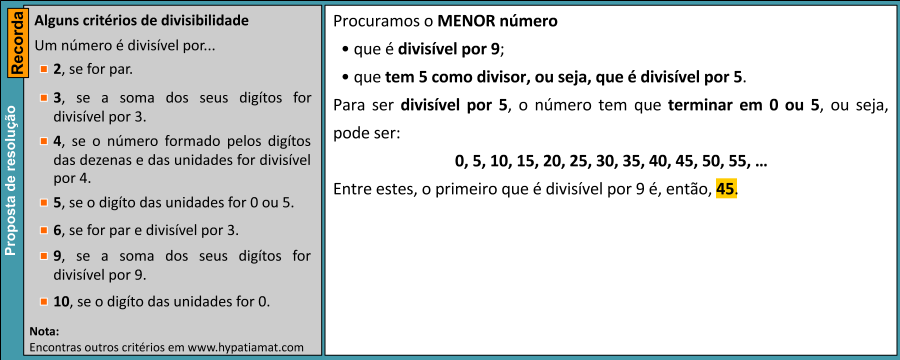 Recorda
Proposta de resolução
Alguns critérios de divisibilidade
Um número é divisível por...
2, se for par.
3, se a soma dos seus digítos for
divisível por 3.
4, se o número formado pelos digítos
das dezenas e das unidades for divisível
por 4.
5, se o digíto das unidades for 0 ou 5.
6, se for par e divisível por 3.
9, se a soma dos seus digítos for
divisível por 9.
10, se o digíto das unidades for 0.
Nota:
Encontras outros critérios em www.hypatiamat.com
Procuramos o MENOR número
• que é divisível por 9;
• que tem 5 como divisor, ou seja, que é divisível por 5.
Para ser divisível por 5, o número tem que terminar em 0 ou 5, ou seja,
pode ser:
0, 5, 10, 15, 20, 25, 30, 35, 40, 45, 50, 55, ...
Entre estes, o primeiro que é divisível por 9 é, então, 45.